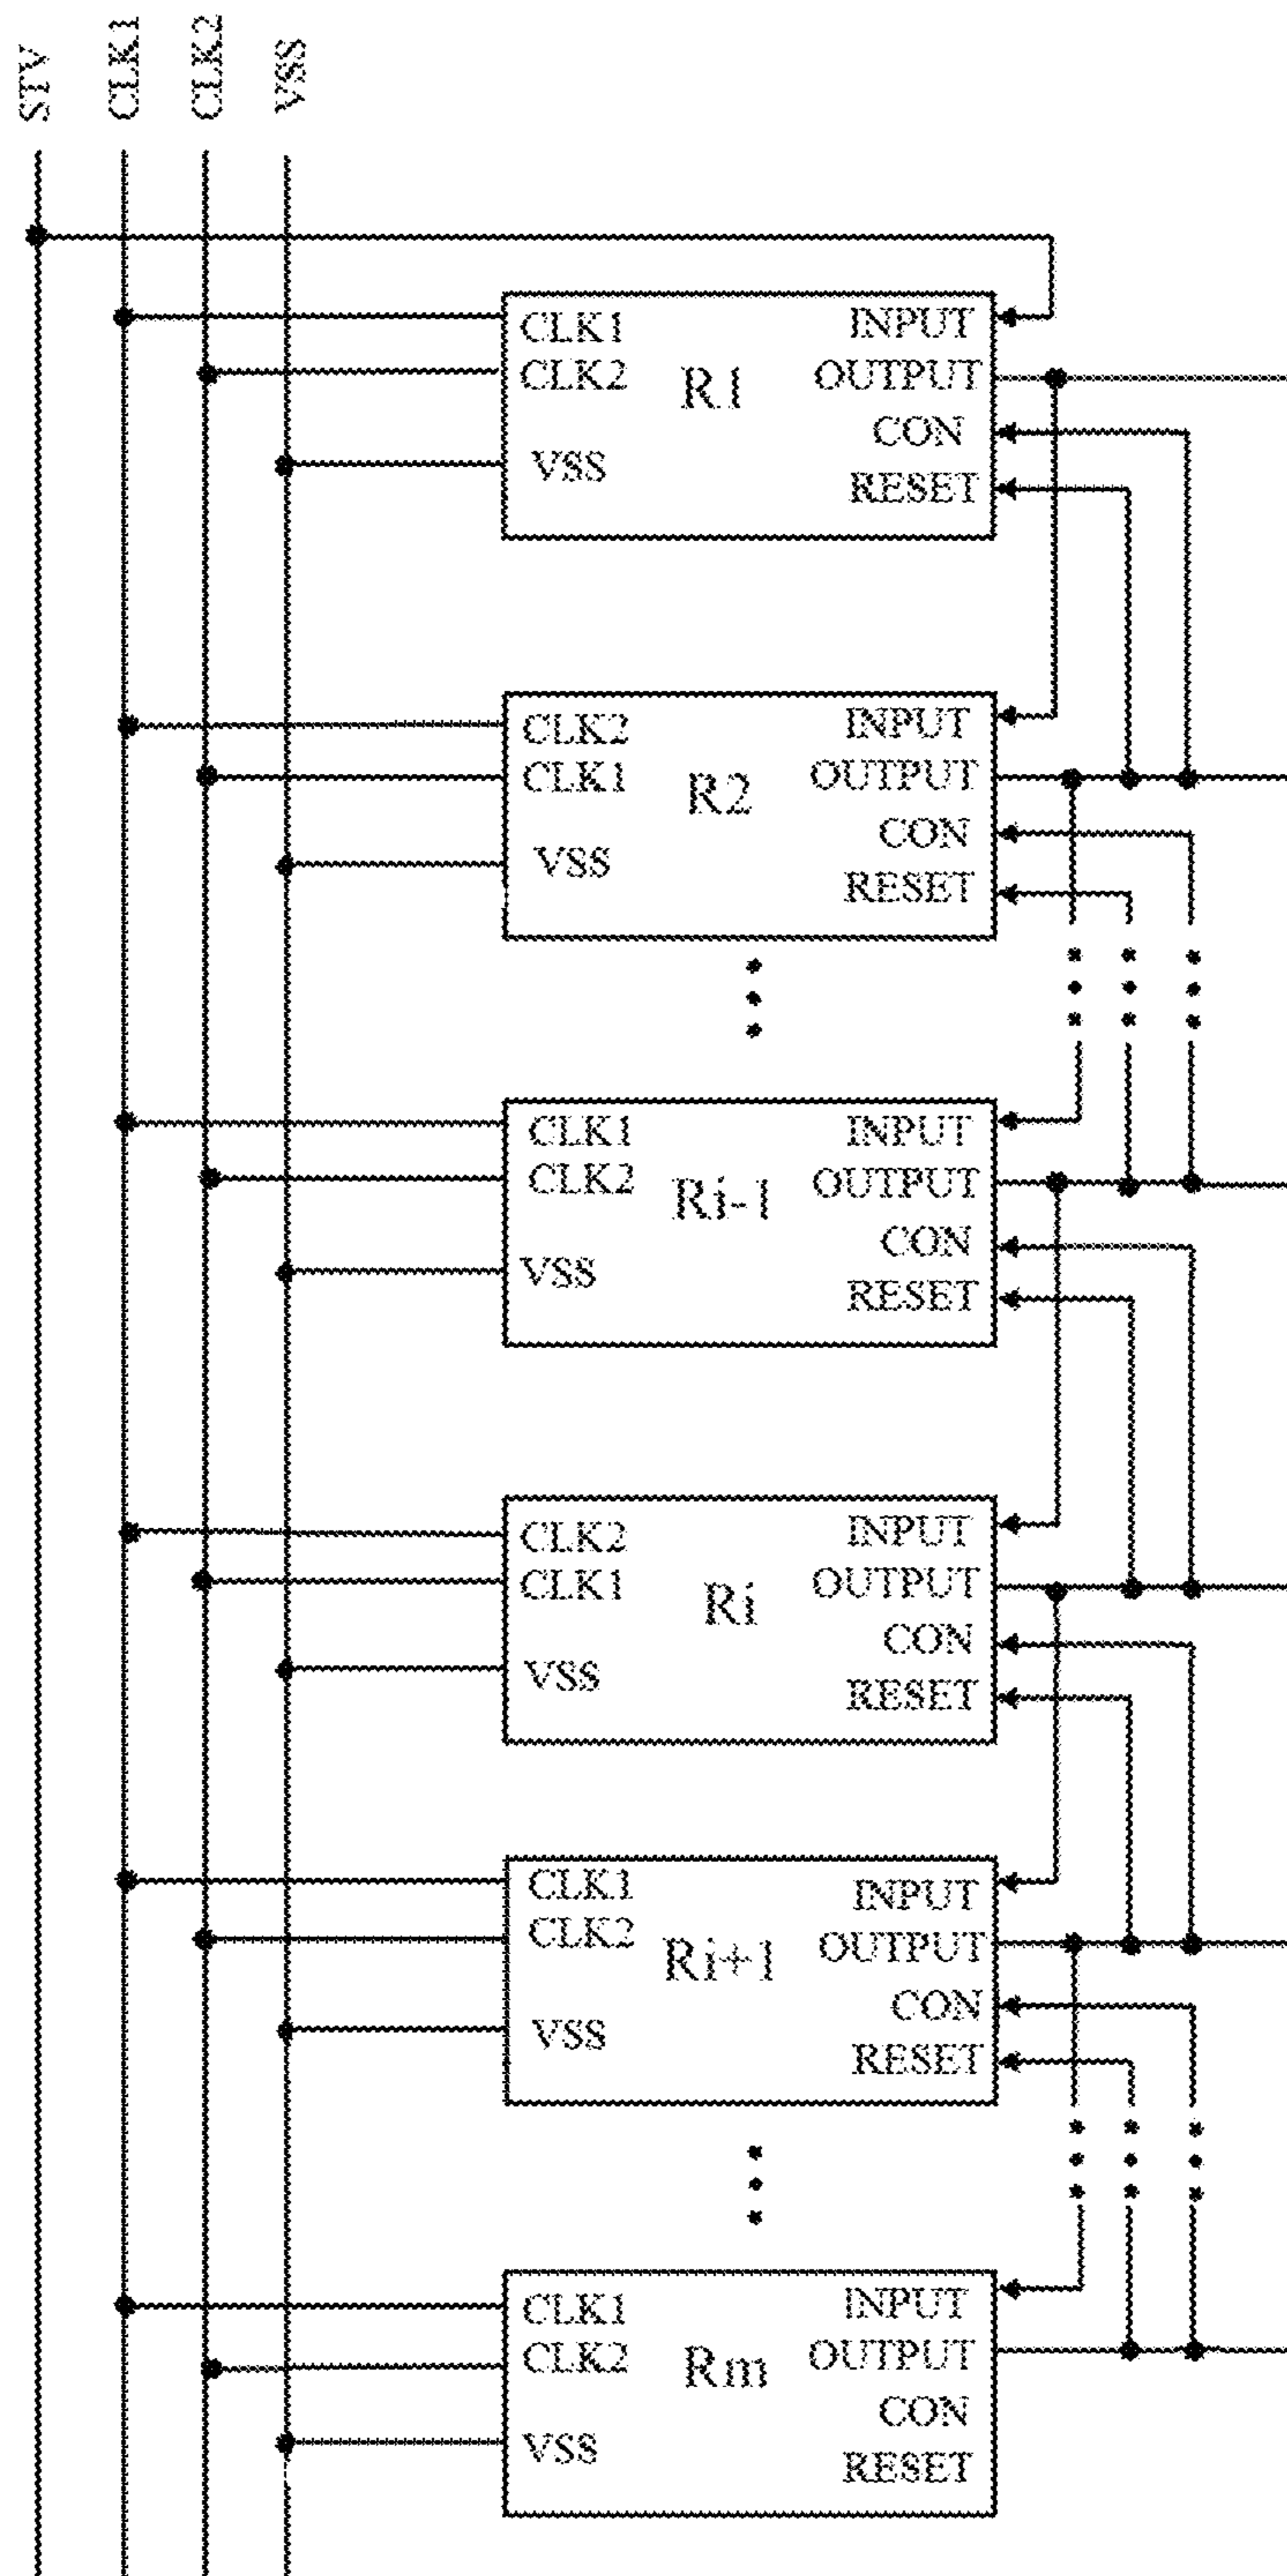 STV
CLK1
CLK2
VSS
CLK1 INPUT
CLK2 R1 OUTPUT
CON
VSS
RESET
CLK2 INPUT
CLK1 R2 OUTPUT
CON
VSS
RESET
CLK1 INPUT
CLK2 Ri-1 OUTPUT
CON
VSS
RESET
CLK2 INPUT
CLK1 Ri OUTPUT
CON
VSS
RESET
CLK1 INPUT
CLK2 Ri+1 OUTPUT
CON
VSS
RESET
CLK1 INPUT
CLK2 Rm OUTPUT
CON
VSS
RESET